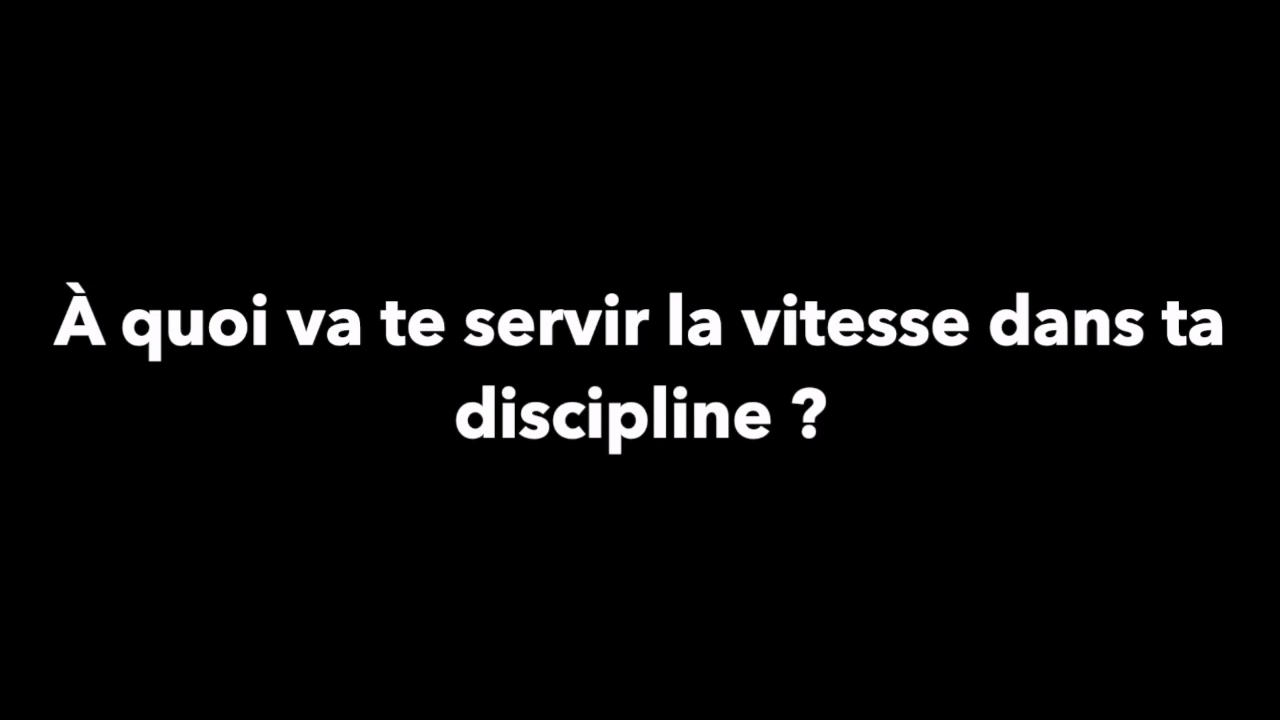 À quoi va te servir la vitesse dans ta
discipline ?